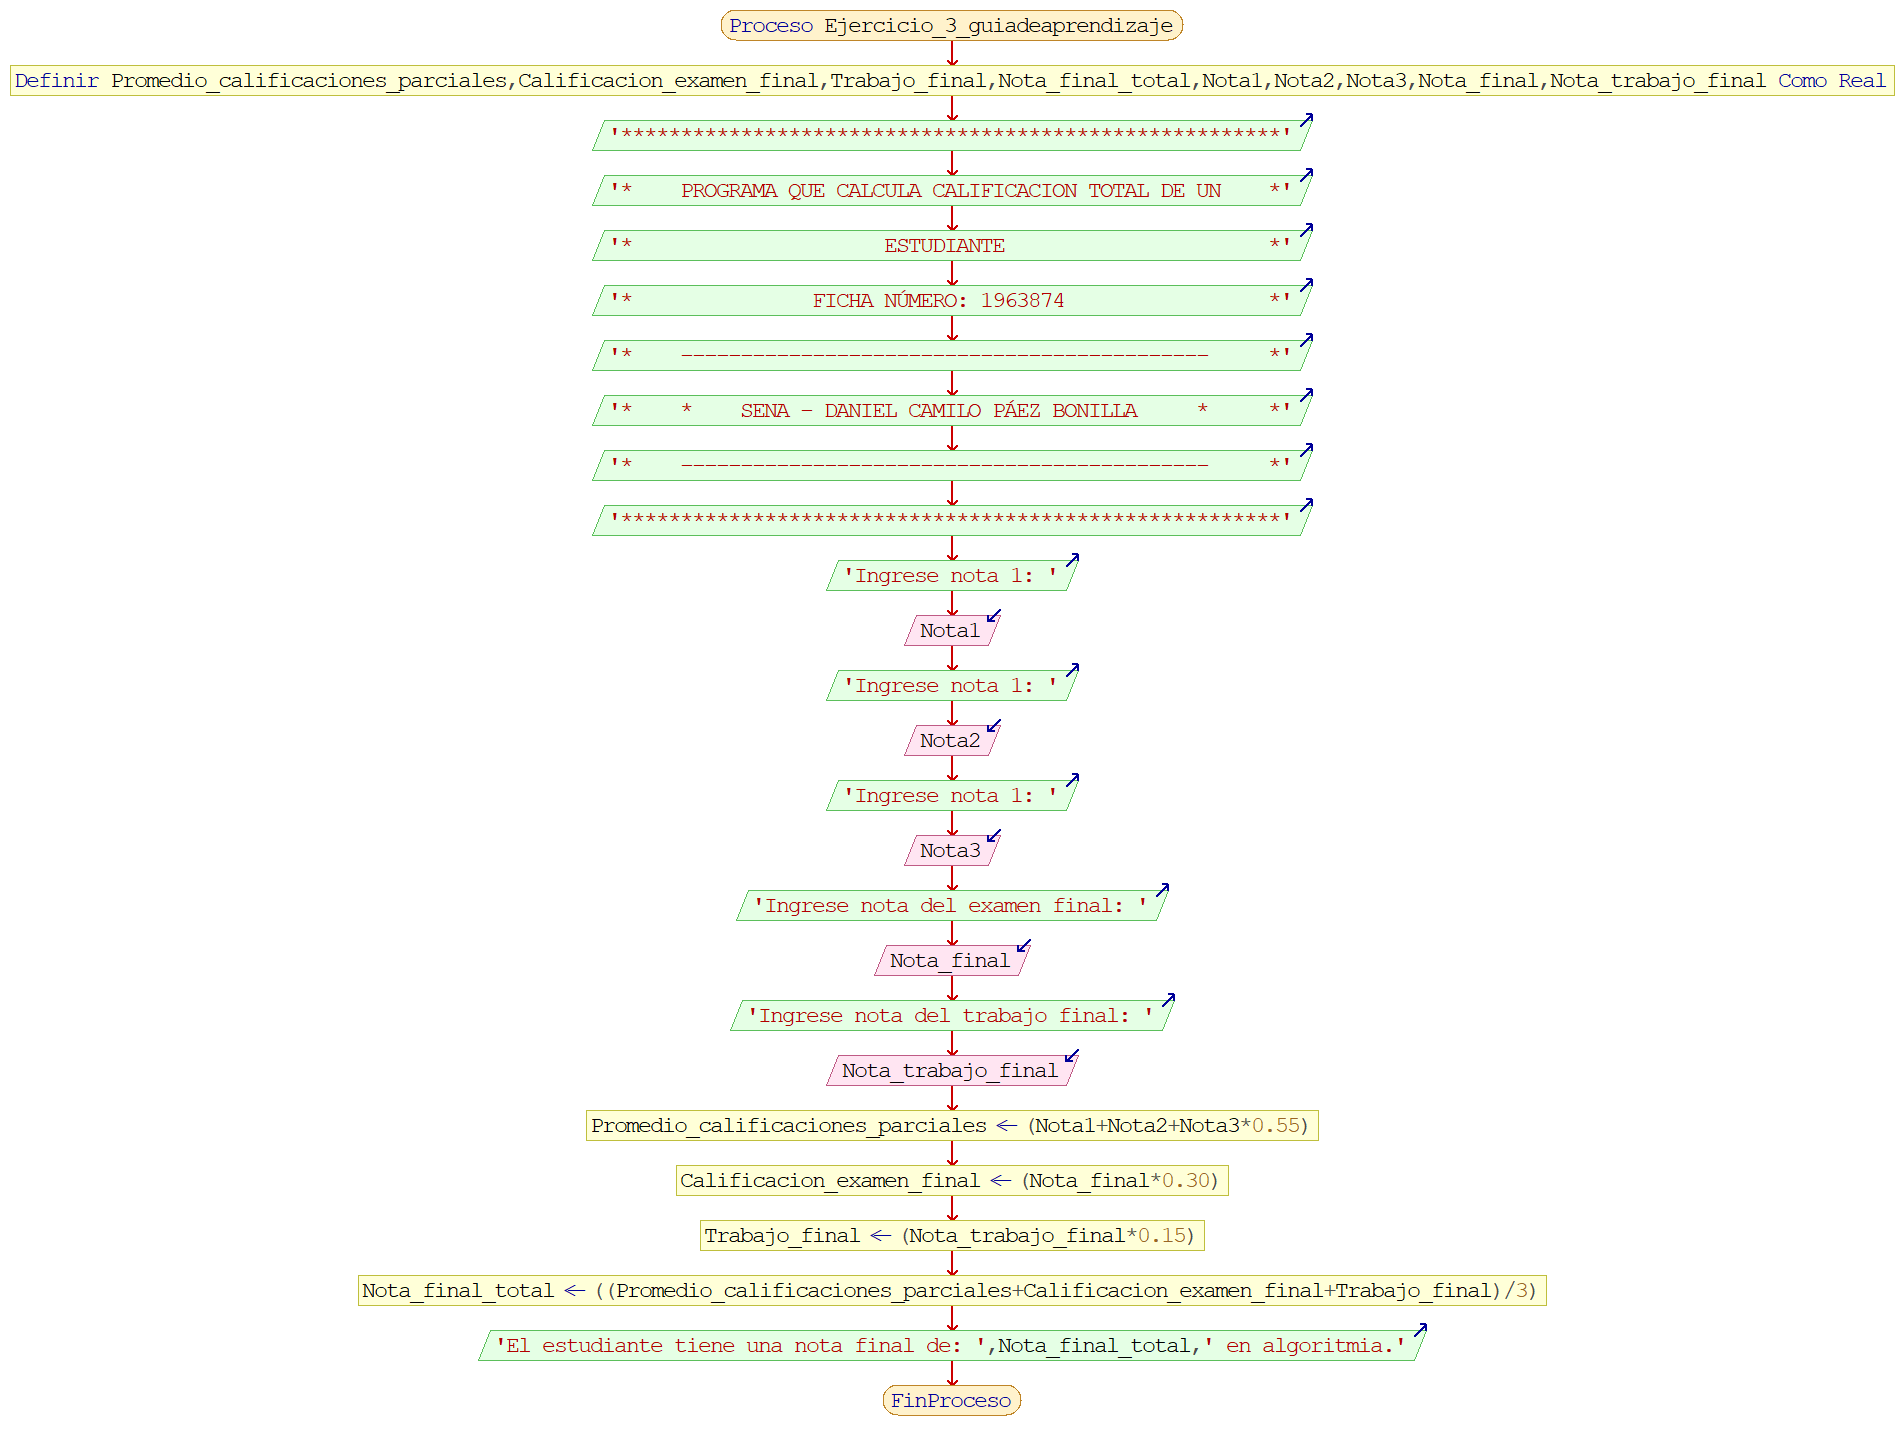 Proceso Ejercicio_3_guiadeaprendizaje
Definir Promedio_calificaciones_parciales,Calificacion_examen_final,Trabajo_final,Nota_final_total,Nota1,Nota2,Nota3,Nota_final,Nota_trabajo_final Como Real
'*******************************************************'
'*    PROGRAMA QUE CALCULA CALIFICACION TOTAL DE UN    *'
'*                     ESTUDIANTE                      *'
'*               FICHA NÚMERO: 1963874                 *'
'*    --------------------------------------------     *'
'*    *    SENA - DANIEL CAMILO PÁEZ BONILLA     *     *'
'*    --------------------------------------------     *'
'*******************************************************'
'Ingrese nota 1: '
Nota1
'Ingrese nota 1: '
Nota2
'Ingrese nota 1: '
Nota3
'Ingrese nota del examen final: '
Nota_final
'Ingrese nota del trabajo final: '
Nota_trabajo_final
Promedio_calificaciones_parciales ← (Nota1+Nota2+Nota3*0.55)
Calificacion_examen_final ← (Nota_final*0.30)
Trabajo_final ← (Nota_trabajo_final*0.15)
Nota_final_total ← ((Promedio_calificaciones_parciales+Calificacion_examen_final+Trabajo_final)/3)
'El estudiante tiene una nota final de: ',Nota_final_total,' en algoritmia.'
FinProceso